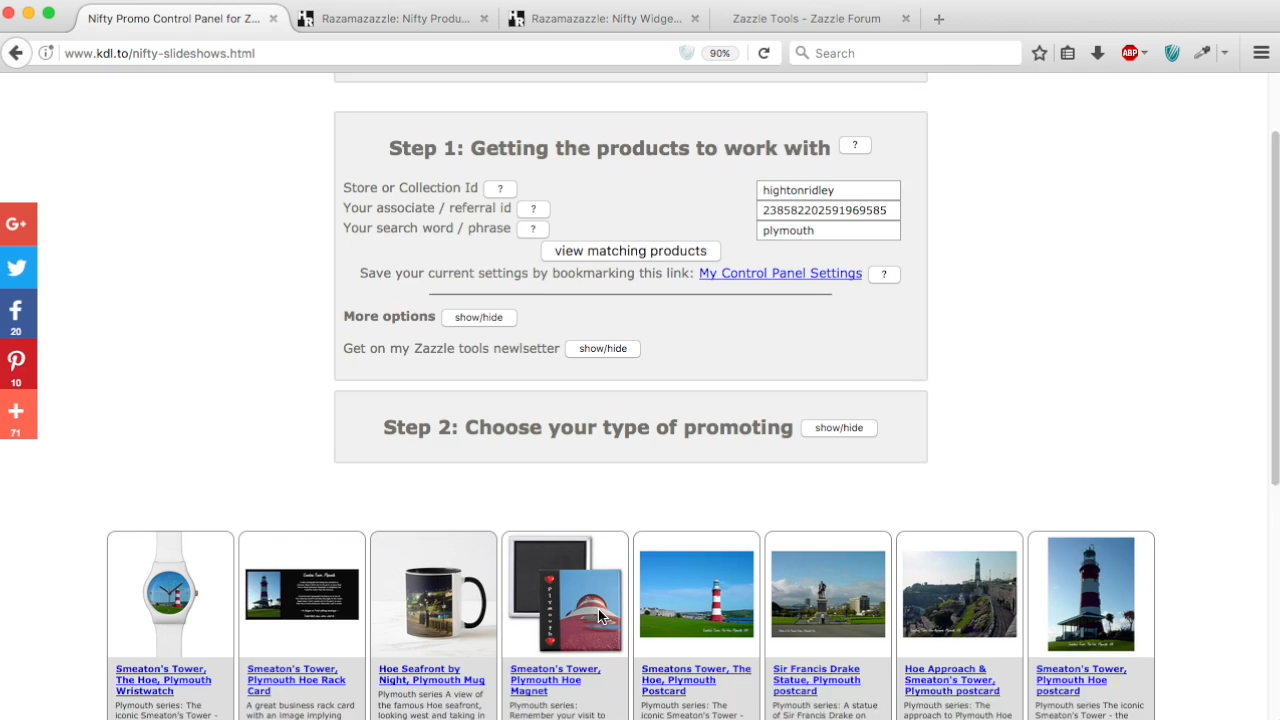 Nifty Promo Control Panel for Z...
Razamazazzle: Nifty Produ...
Razamazazzle: Nifty Widge...
Zazzle Tools - Zazzle Forum
www.kdl.to/nifty-slideshows.html
90%
Search
ABP
Step 1: Getting the products to work with ?
Store or Collection Id ? hightonridley
Your associate / referral id ? 238582202591969585
Your search word / phrase ? plymouth
view matching products
Save your current settings by bookmarking this link: My Control Panel Settings ?
More options show/hide
Get on my Zazzle tools newlsetter show/hide
G+
20
10
71
Step 2: Choose your type of promoting show/hide
PLYMOUTH
Smeaton's Tower,
The Hoe, Plymouth
Wristwatch
Plymouth series: The
iconic Smeaton's Tower -
Smeaton's Tower,
Plymouth Hoe Rack
Card
A great business rack card
with an image implying
Hoe Seafront by
Night, Plymouth Mug
Plymouth series A view of
the famous Hoe seafront,
looking west and taking in
Smeaton's Tower,
Plymouth Hoe
Magnet
Plymouth series:
Remember your visit to
Smeatons Tower, The
Hoe, Plymouth
Postcard
Plymouth series: The
iconic Smeaton's Tower -
Sir Francis Drake
Statue, Plymouth
postcard
Plymouth series: A statue
of Sir Francis Drake on
Hoe Approach &
Smeaton's Tower,
Plymouth postcard
Plymouth series: The
approach to Plymouth Hoe
Smeaton's Tower,
Plymouth Hoe
postcard
Plymouth series: The
iconic Smeaton's Tower - the